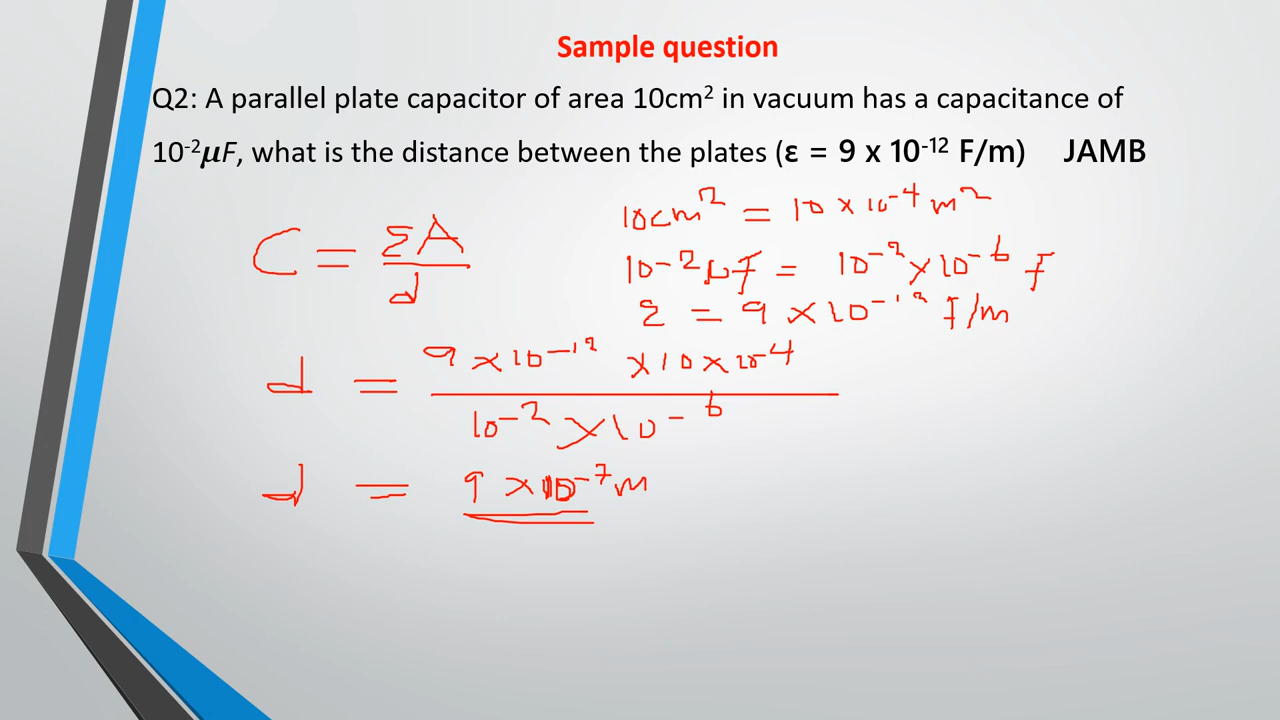 Sample question
Q2: A parallel plate capacitor of area 10cm² in vacuum has a capacitance of
10⁻²μF, what is the distance between the plates (ε = 9 x 10⁻¹² F/m) JAMB
10cm² = 10 × 10⁻⁴ m²
C = ΣA/d
10⁻²μF = 10⁻² × 10⁻⁶ F
Σ = 9 × 10⁻¹² F/m
d = 9 × 10⁻¹² × 10 × 10⁻⁴ / 10⁻² × 10⁻⁶
d = 9 × 10⁻⁷ m